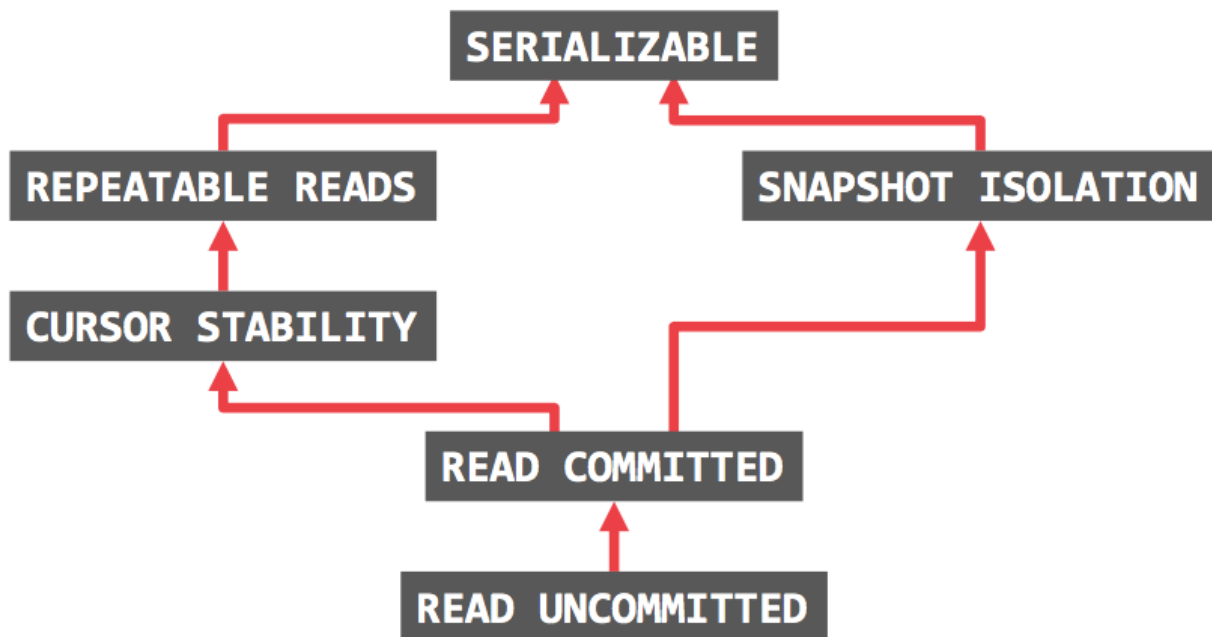 SERIALIZABLE
REPEATABLE READS
SNAPSHOT ISOLATION
CURSOR STABILITY
READ COMMITTED
READ UNCOMMITTED